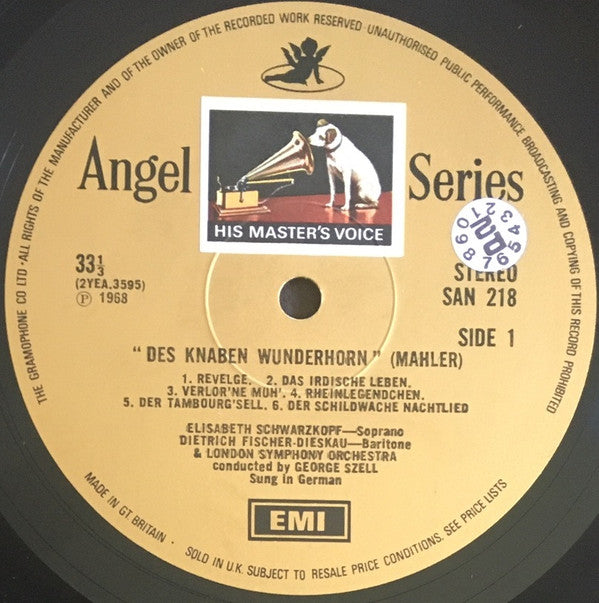 THE GRAMOPHONE CO LTD · ALL RIGHTS OF THE MANUFACTURER AND OF THE OWNER OF THE RECORDED WORK RESERVED · UNAUTHORISED PUBLIC PERFORMANCE BROADCASTING AND COPYING OF THIS RECORD PROHIBITED
Angel Series
HIS MASTER'S VOICE
33 1/3
(2YEA.3595)
Ⓟ 1968
STEREO
SAN 218
SIDE 1
"DES KNABEN WUNDERHORN" (MAHLER)
1. REVELGE. 2. DAS IRDISCHE LEBEN.
3. VERLOR'NE MUH'. 4. RHEINLEGENDCHEN.
5. DER TAMBOURG'SELL. 6. DER SCHILDWACHE NACHTLIED
ELISABETH SCHWARZKOPF—Soprano
DIETRICH FISCHER-DIESKAU—Baritone
& LONDON SYMPHONY ORCHESTRA
conducted by GEORGE SZELL
Sung in German
EMI
MADE IN GT. BRITAIN · SOLD IN U.K. SUBJECT TO RESALE PRICE CONDITIONS. SEE PRICE LISTS